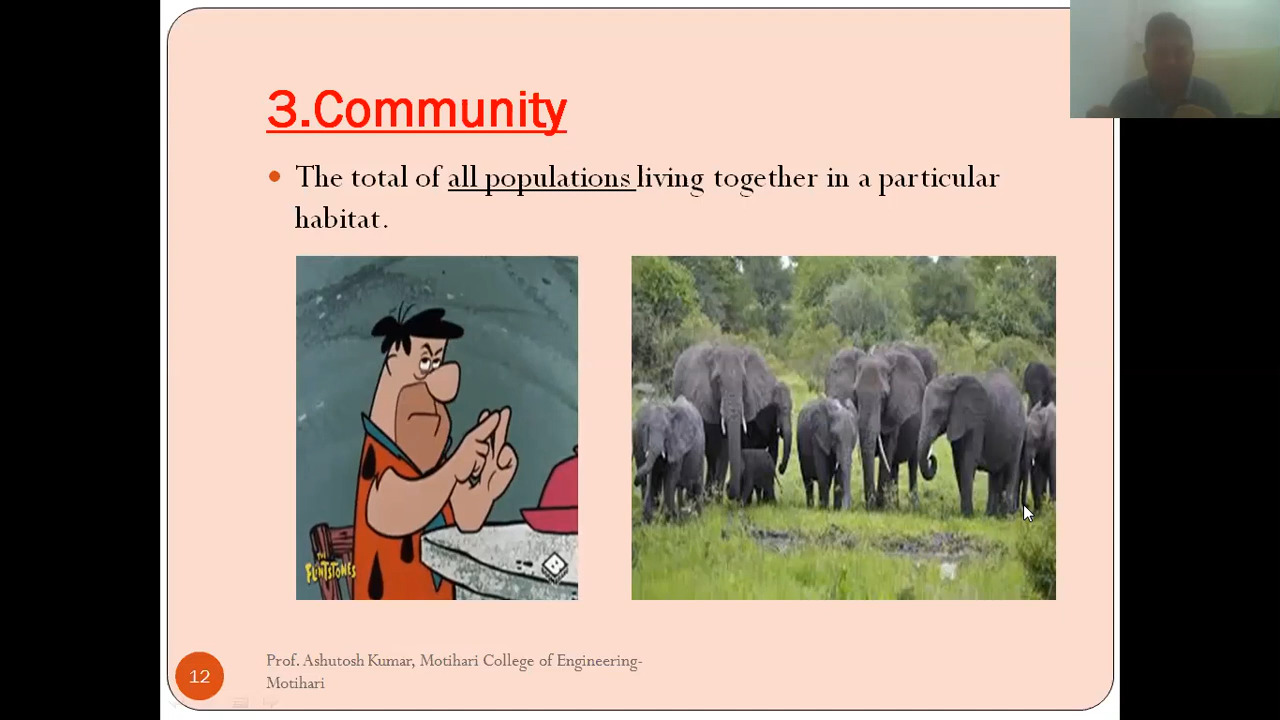 3.Community
• The total of all populations living together in a particular
habitat.
THE
FLINTSTONES
12
Prof. Ashutosh Kumar, Motihari College of Engineering-
Motihari